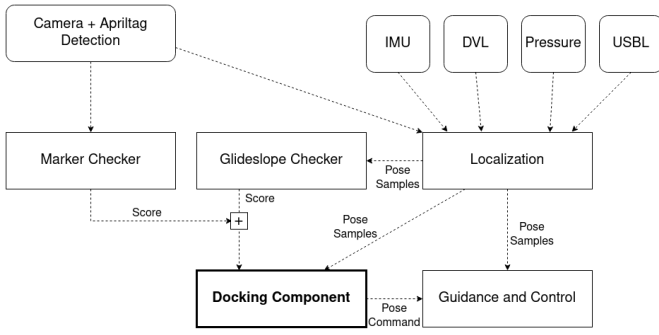 Camera + Apriltag
Detection
IMU
DVL
Pressure
USBL
Marker Checker
Glideslope Checker
Localization
Pose
Samples
Score
Score
+
Pose
Samples
Pose
Samples
Docking Component
Guidance and Control
Pose
Command